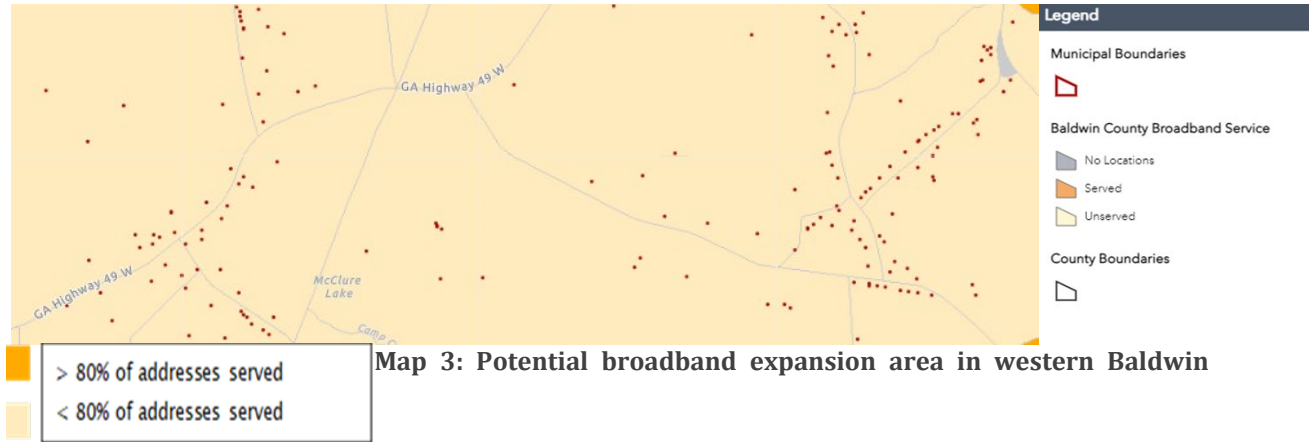 Legend
Municipal Boundaries
Baldwin County Broadband Service
No Locations
Served
Unserved
County Boundaries
GA Highway 49 W
McClure
Lake
GA Highway 49 W
Camp C
Map 3: Potential broadband expansion area in western Baldwin
> 80% of addresses served
< 80% of addresses served